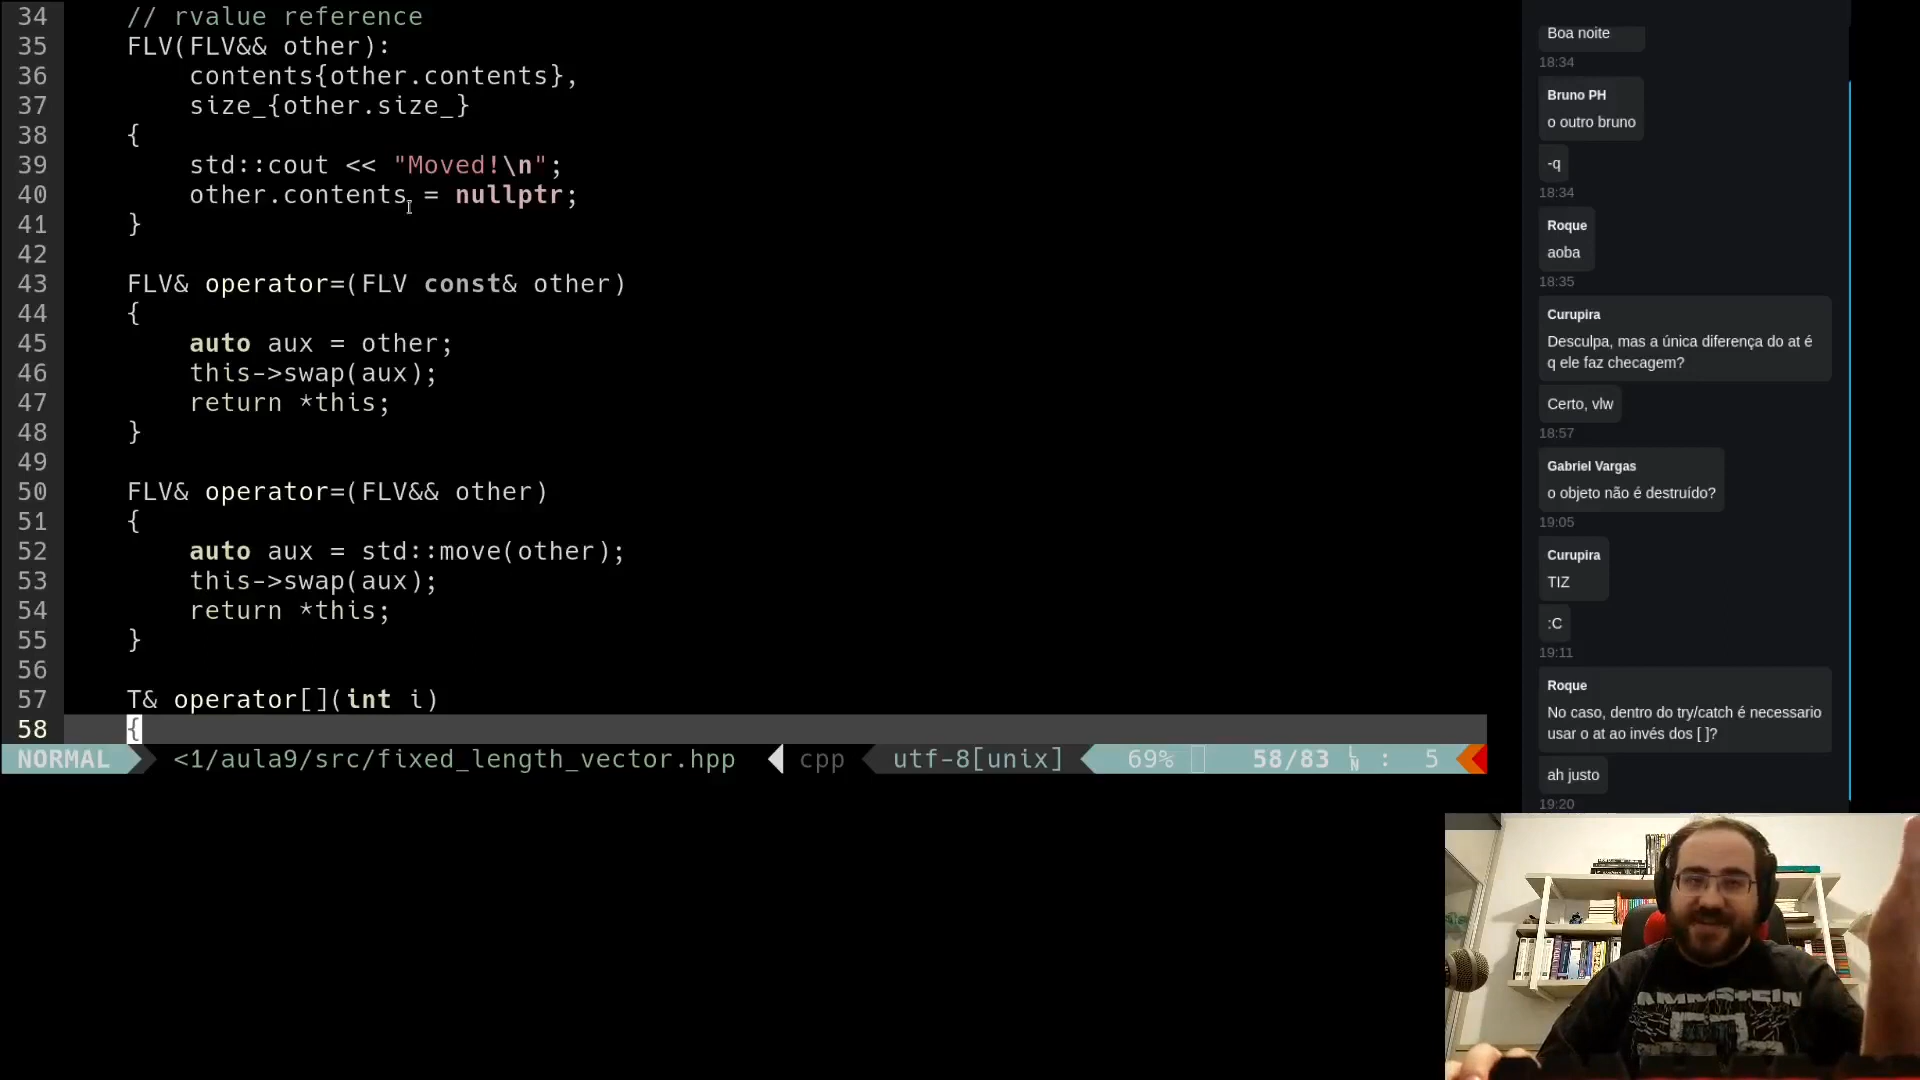 34 // rvalue reference
35 FLV(FLV&& other):
36 contents{other.contents},
37 size_{other.size_}
38 {
39 std::cout << "Moved!\n";
40 other.contents = nullptr;
41 }
42
43 FLV& operator=(FLV const& other)
44 {
45 auto aux = other;
46 this->swap(aux);
47 return *this;
48 }
49
50 FLV& operator=(FLV&& other)
51 {
52 auto aux = std::move(other);
53 this->swap(aux);
54 return *this;
55 }
56
57 T& operator[](int i)
58 {
NORMAL <1/aula9/src/fixed_length_vector.hpp cpp utf-8[unix] 69% 58/83 LN : 5
Boa noite
18:34
Bruno PH
o outro bruno
-q
18:34
Roque
aoba
18:35
Curupira
Desculpa, mas a única diferença do at é
q ele faz checagem?
Certo, vlw
18:57
Gabriel Vargas
o objeto não é destruído?
19:05
Curupira
TIZ
:C
19:11
Roque
No caso, dentro do try/catch é necessario
usar o at ao invés dos [ ]?
ah justo
19:20
AMMSTEIN